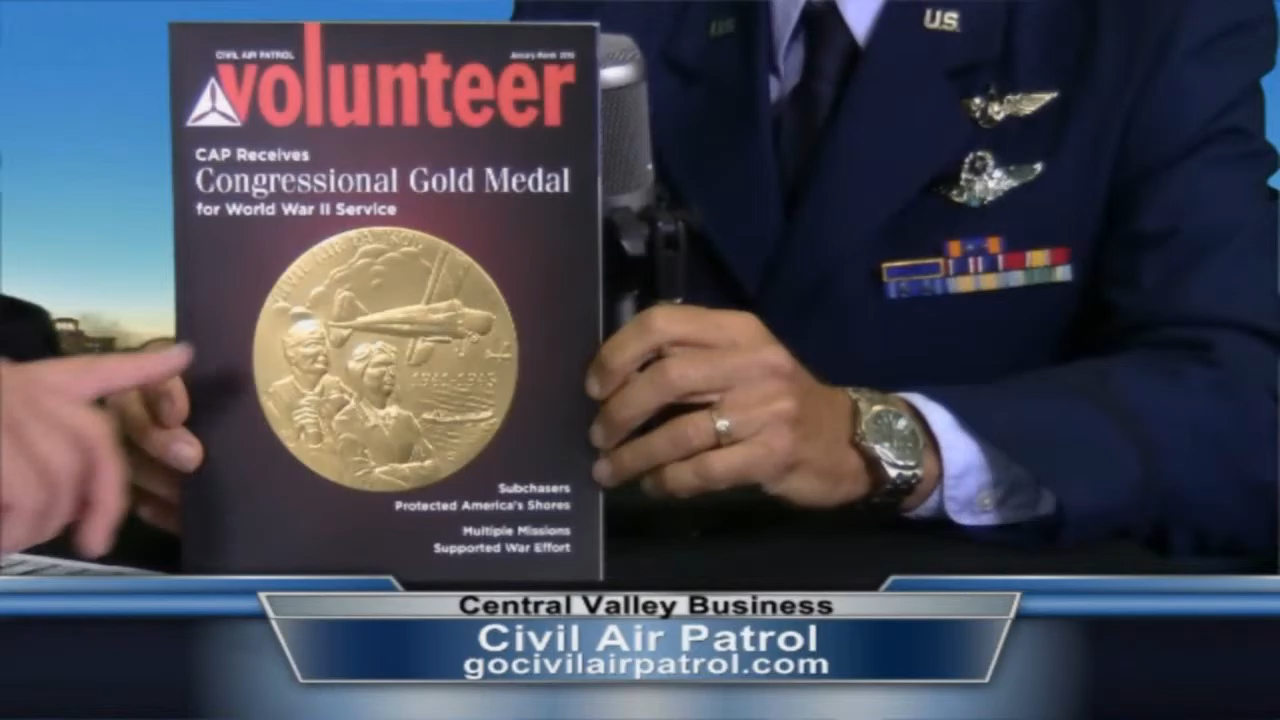 CIVIL AIR PATROL
volunteer
CAP Receives
Congressional Gold Medal
for World War II Service
Subchasers
Protected America's Shores
Multiple Missions
Supported War Effort
U.S.
U.S.
Central Valley Business
Civil Air Patrol
gocivilairpatrol.com